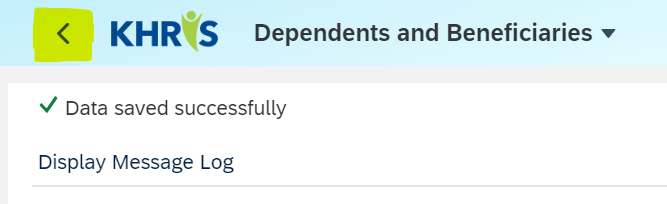 KHRIS Dependents and Beneficiaries
Data saved successfully
Display Message Log